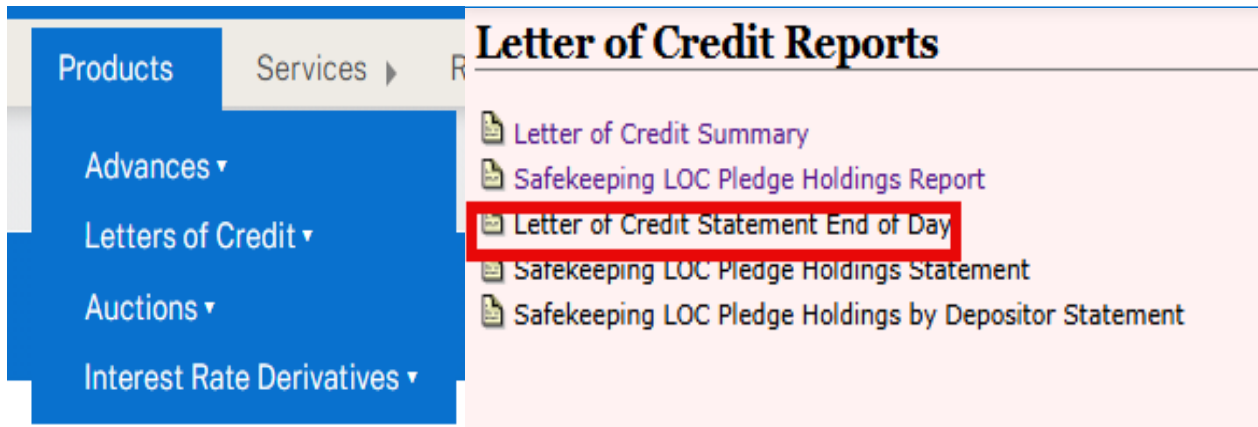 Products
Services
R
Advances
Letters of Credit
Auctions
Interest Rate Derivatives
Letter of Credit Reports
Letter of Credit Summary
Safekeeping LOC Pledge Holdings Report
Letter of Credit Statement End of Day
Safekeeping LOC Pledge Holdings Statement
Safekeeping LOC Pledge Holdings by Depositor Statement